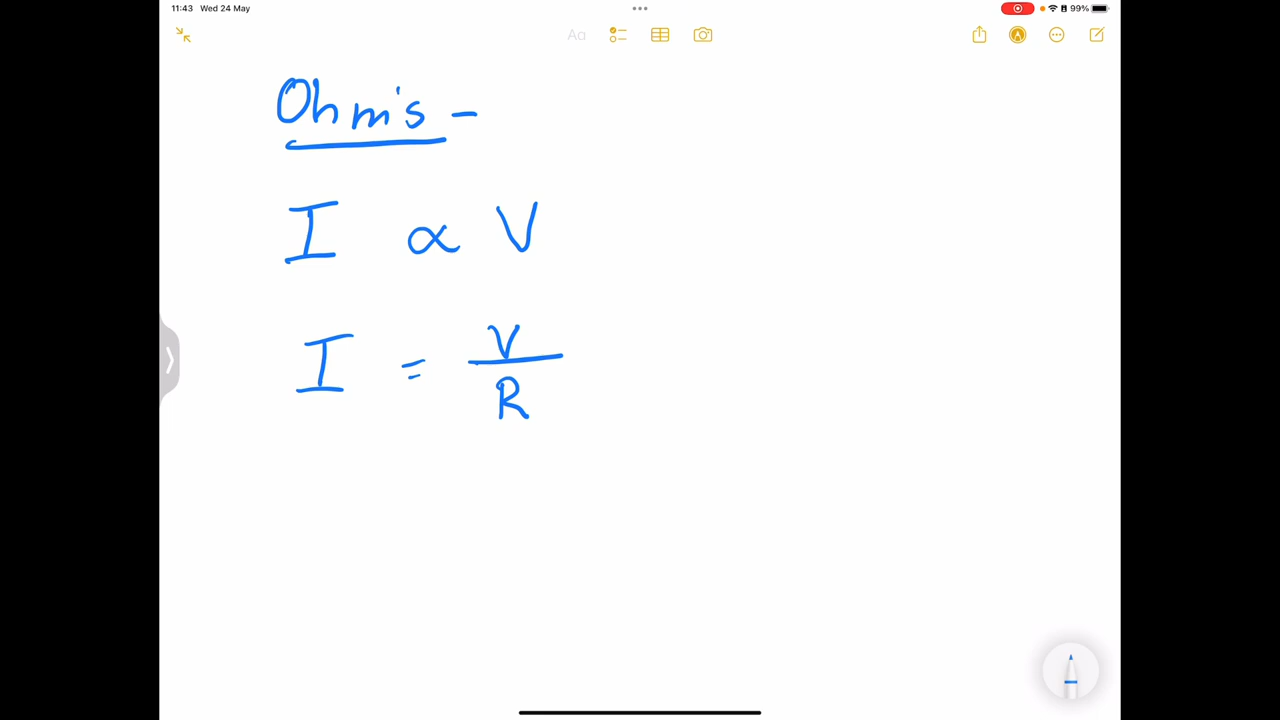 11:43 Wed 24 May 99%
Aa
Ohm's -
I ∝ V
I = V
R